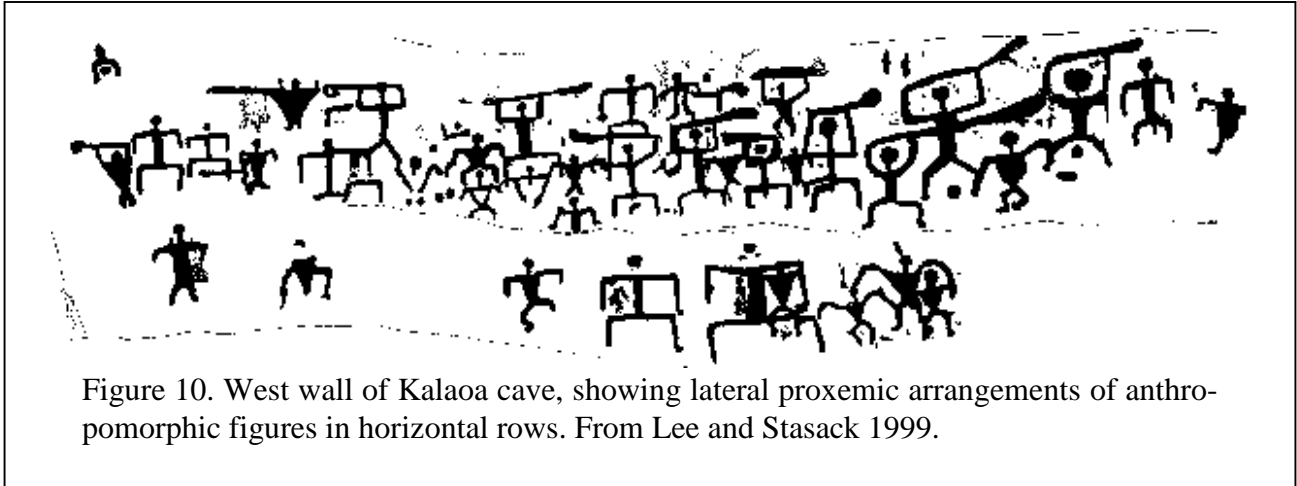 Figure 10. West wall of Kalaoa cave, showing lateral proxemic arrangements of anthro-
pomorphic figures in horizontal rows. From Lee and Stasack 1999.